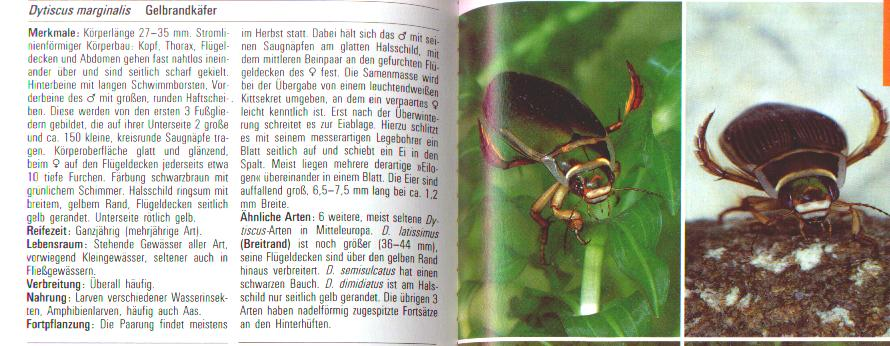 Dytiscus marginalis Gelbrandkäfer
Merkmale: Körperlänge 27–35 mm. Stromli-
nienförmiger Körperbau: Kopf, Thorax, Flügel-
decken und Abdomen gehen fast nahtlos inein-
ander über und sind seitlich scharf gekielt.
Hinterbeine mit langen Schwimmborsten, Vor-
derbeine des ♂ mit großen, runden Haftschei-
ben. Diese werden von den ersten 3 Fußglie-
dern gebildet, die auf ihrer Unterseite 2 große
und ca. 150 kleine, kreisrunde Saugnäpfe tra-
gen. Körperoberfläche glatt und glänzend,
beim ♀ auf den Flügeldecken jederseits etwa
10 tiefe Furchen. Färbung schwarzbraun mit
grünlichem Schimmer. Halsschild ringsum mit
breitem, gelbem Rand, Flügeldecken seitlich
gelb gerandet. Unterseite rötlich gelb.
Reifezeit: Ganzjährig (mehrjährige Art).
Lebensraum: Stehende Gewässer aller Art,
vorwiegend Kleingewässer, seltener auch in
Fließgewässern.
Verbreitung: Überall häufig.
Nahrung: Larven verschiedener Wasserinsek-
ten, Amphibienlarven, häufig auch Aas.
Fortpflanzung: Die Paarung findet meistens
im Herbst statt. Dabei hält sich das ♂ mit sei-
nen Saugnäpfen am glatten Halsschild, mit
dem mittleren Beinpaar an den gefurchten Flü-
geldecken des ♀ fest. Die Samenmasse wird
bei der Übergabe von einem leuchtendweißen
Kittsekret umgeben, an dem ein verpaartes ♀
leicht kenntlich ist. Erst nach der Überwinte-
rung schreitet es zur Eiablage. Hierzu schlitzt
es mit seinem messerartigen Legebohrer ein
Blatt seitlich auf und schiebt ein Ei in den
Spalt. Meist liegen mehrere derartige »Eilo-
gen« übereinander in einem Blatt. Die Eier sind
auffallend groß, 6,5–7,5 mm lang bei ca. 1,2
mm Breite.
Ähnliche Arten: 6 weitere, meist seltene Dy-
tiscus-Arten in Mitteleuropa. D. latissimus
(Breitrand) ist noch größer (36–44 mm),
seine Flügeldecken sind über den gelben Rand
hinaus verbreitert. D. semisulcatus hat einen
schwarzen Bauch. D. dimidiatus ist am Hals-
schild nur seitlich gelb gerandet. Die übrigen 3
Arten haben nadelförmig zugespitzte Fortsätze
an den Hinterhüften.